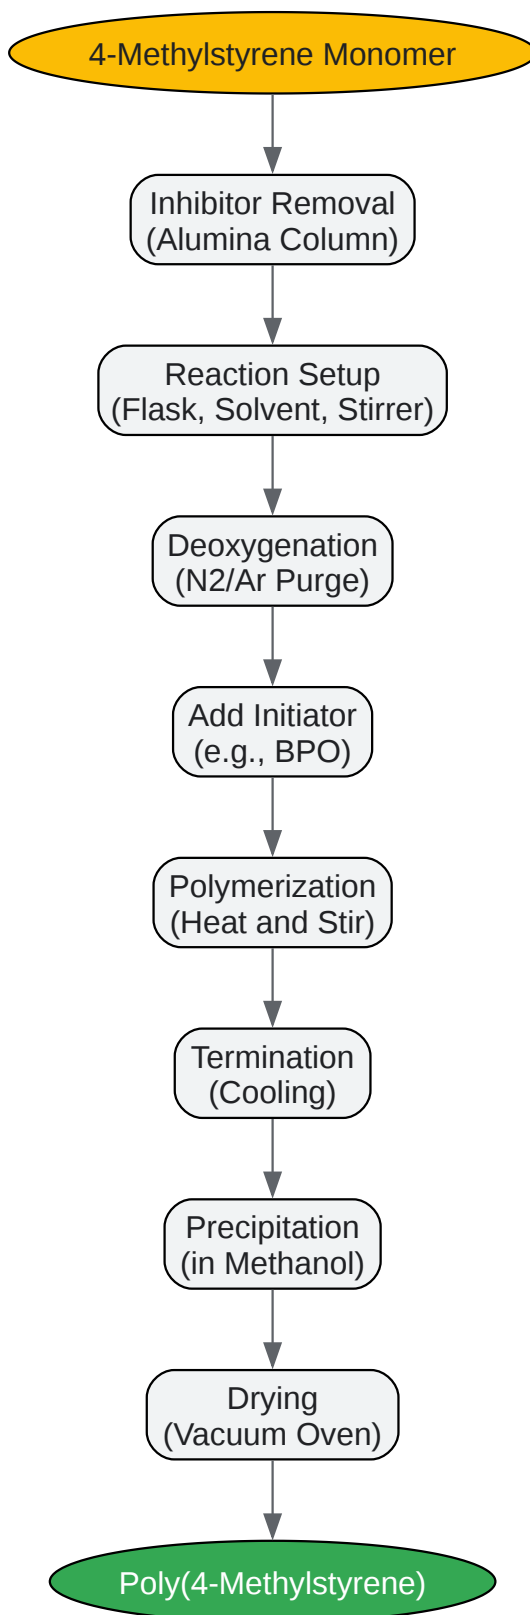 4-Methylstyrene Monomer
Inhibitor Removal
(Alumina Column)
Reaction Setup
(Flask, Solvent, Stirrer)
Deoxygenation
(N2/Ar Purge)
Add Initiator
(e.g., BPO)
Polymerization
(Heat and Stir)
Termination
(Cooling)
Precipitation
(in Methanol)
Drying
(Vacuum Oven)
Poly(4-Methylstyrene)